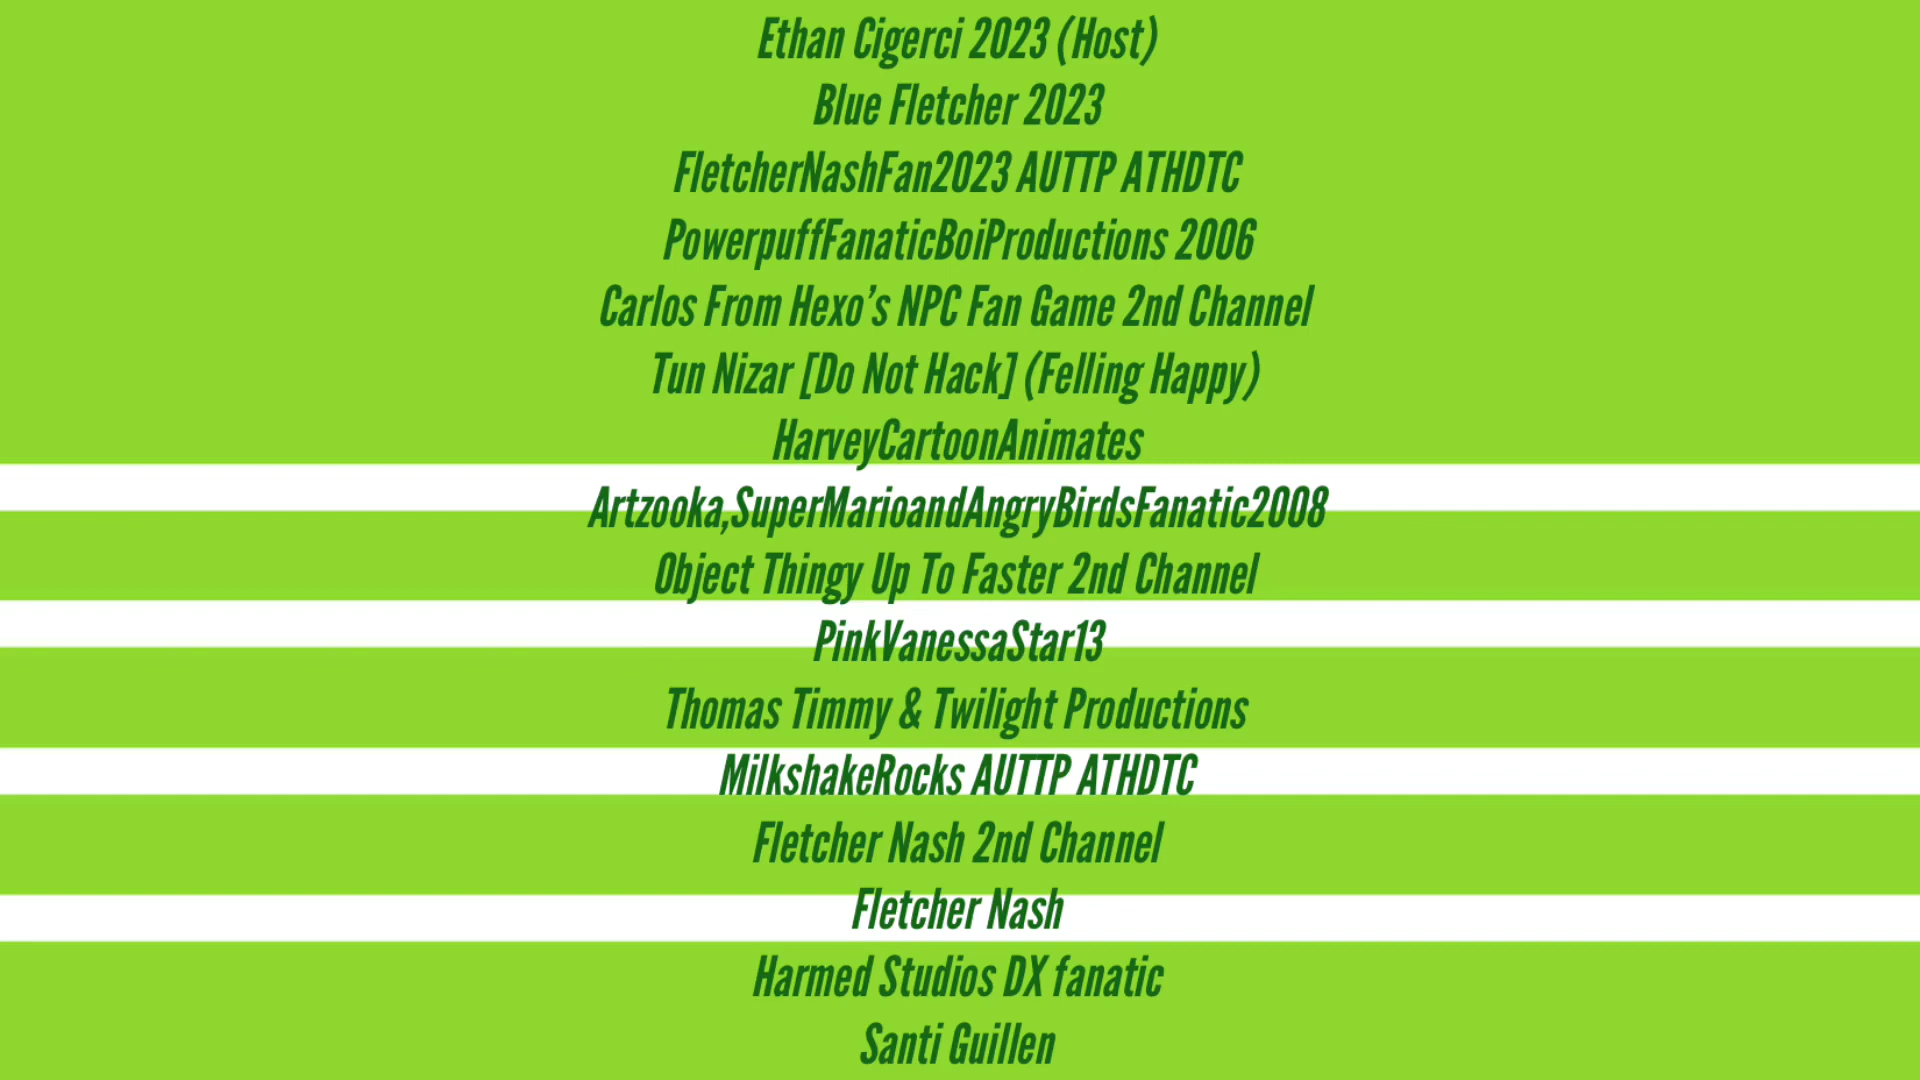 Ethan Cigerci 2023 (Host)
Blue Fletcher 2023
FletcherNashFan2023 AUTTP ATHDTC
PowerpuffFanaticBoiProductions 2006
Carlos From Hexo’s NPC Fan Game 2nd Channel
Tun Nizar [Do Not Hack] (Felling Happy)
HarveyCartoonAnimates
Artzooka,SuperMarioandAngryBirdsFanatic2008
Object Thingy Up To Faster 2nd Channel
PinkVanessaStar13
Thomas Timmy & Twilight Productions
MilkshakeRocks AUTTP ATHDTC
Fletcher Nash 2nd Channel
Fletcher Nash
Harmed Studios DX fanatic
Santi Guillen